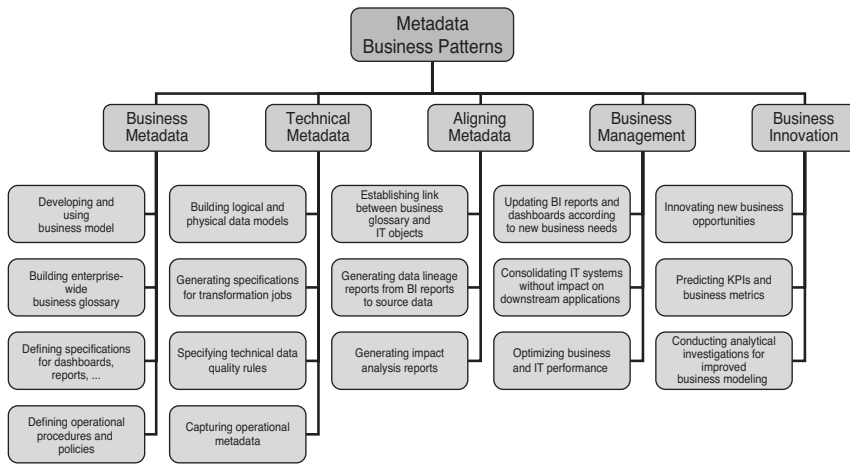 Metadata
Business Patterns
Business
Metadata
Technical
Metadata
Aligning
Metadata
Business
Management
Business
Innovation
Developing and
using
business model
Building logical and
physical data models
Establishing link
between business
glossary and
IT objects
Updating BI reports and
dashboards according
to new business needs
Innovating new business
opportunities
Building enterprise-
wide
business glossary
Generating specifications
for transformation jobs
Generating data lineage
reports from BI reports
to source data
Consolidating IT systems
without impact on
downstream applications
Predicting KPIs and
business metrics
Defining specifications
for dashboards,
reports, ...
Specifying technical data
quality rules
Generating impact
analysis reports
Optimizing business
and IT performance
Conducting analytical
investigations for
improved
business modeling
Defining operational
procedures and
policies
Capturing operational
metadata